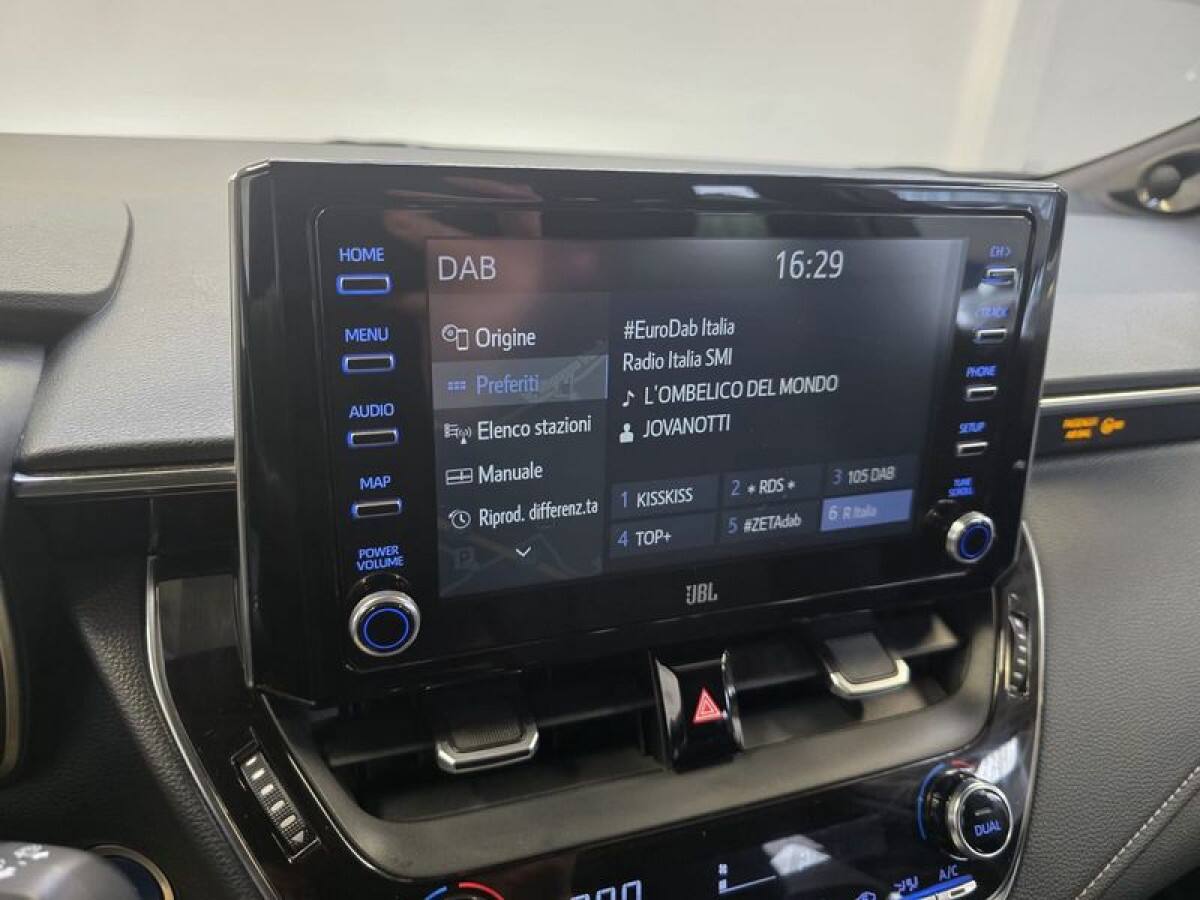 HOME
MENU
AUDIO
MAP
POWER
VOLUME
DAB
16:29
Origine
Preferiti
Elenco stazioni
Manuale
Riprod. differenz.ta
#EuroDab Italia
Radio Italia SMI
L'OMBELICO DEL MONDO
JOVANOTTI
1 KISSKISS
2 * RDS *
3 105 DAB
4 TOP+
5 #ZETAdab
6 R Italia
CH >
TRACK
PHONE
SETUP
TUNE
SCROLL
JBL
PASSENGER
AIRBAG
DUAL
A/C